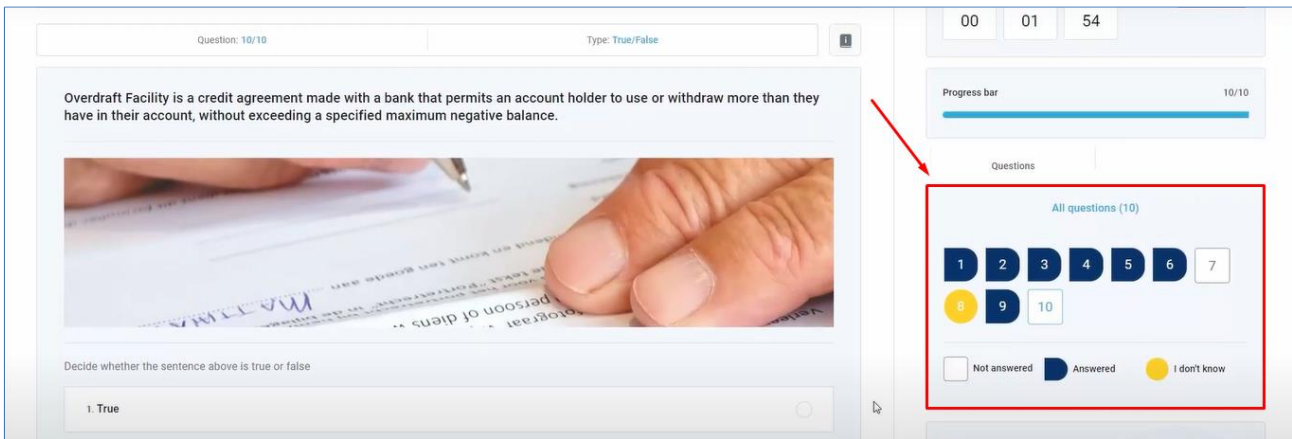 Question: 10/10
Type: True/False
Overdraft Facility is a credit agreement made with a bank that permits an account holder to use or withdraw more than they
have in their account, without exceeding a specified maximum negative balance.
Decide whether the sentence above is true or false
1. True
00 01 54
Progress bar 10/10
Questions
All questions (10)
1 2 3 4 5 6 7
8 9 10
Not answered Answered I don't know